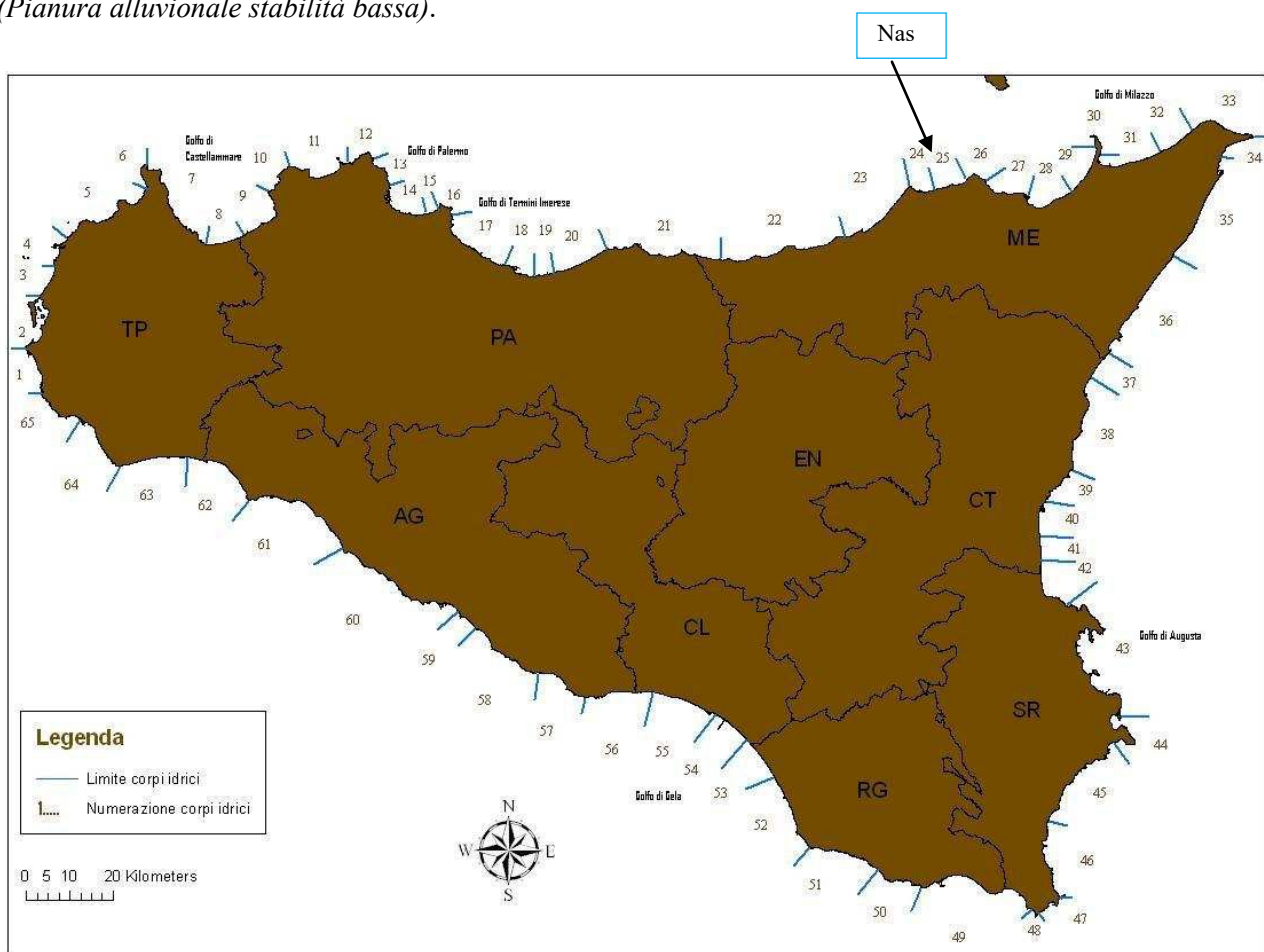 (Pianura alluvionale stabilità bassa).
Nas
Golfo di Milazzo
33
32
30
31
34
12
11
Golfo di
Castellammare
10
6
Golfo di Palermo
13
7
5
14
15
16
24
25
26
27
28
29
23
9
8
Golfo di Termini Imerese
17
18
19
20
21
22
35
4
3
ME
2
TP
PA
36
1
37
65
38
64
63
62
EN
39
61
AG
CT
40
41
42
60
59
CL
43
Golfo di Augusta
58
57
56
55
54
53
52
SR
44
45
Golfo di Gela
RG
46
51
50
49
48
47
Legenda
Limite corpi idrici
1..... Numerazione corpi idrici
N
W E
S
0 5 10 20 Kilometers